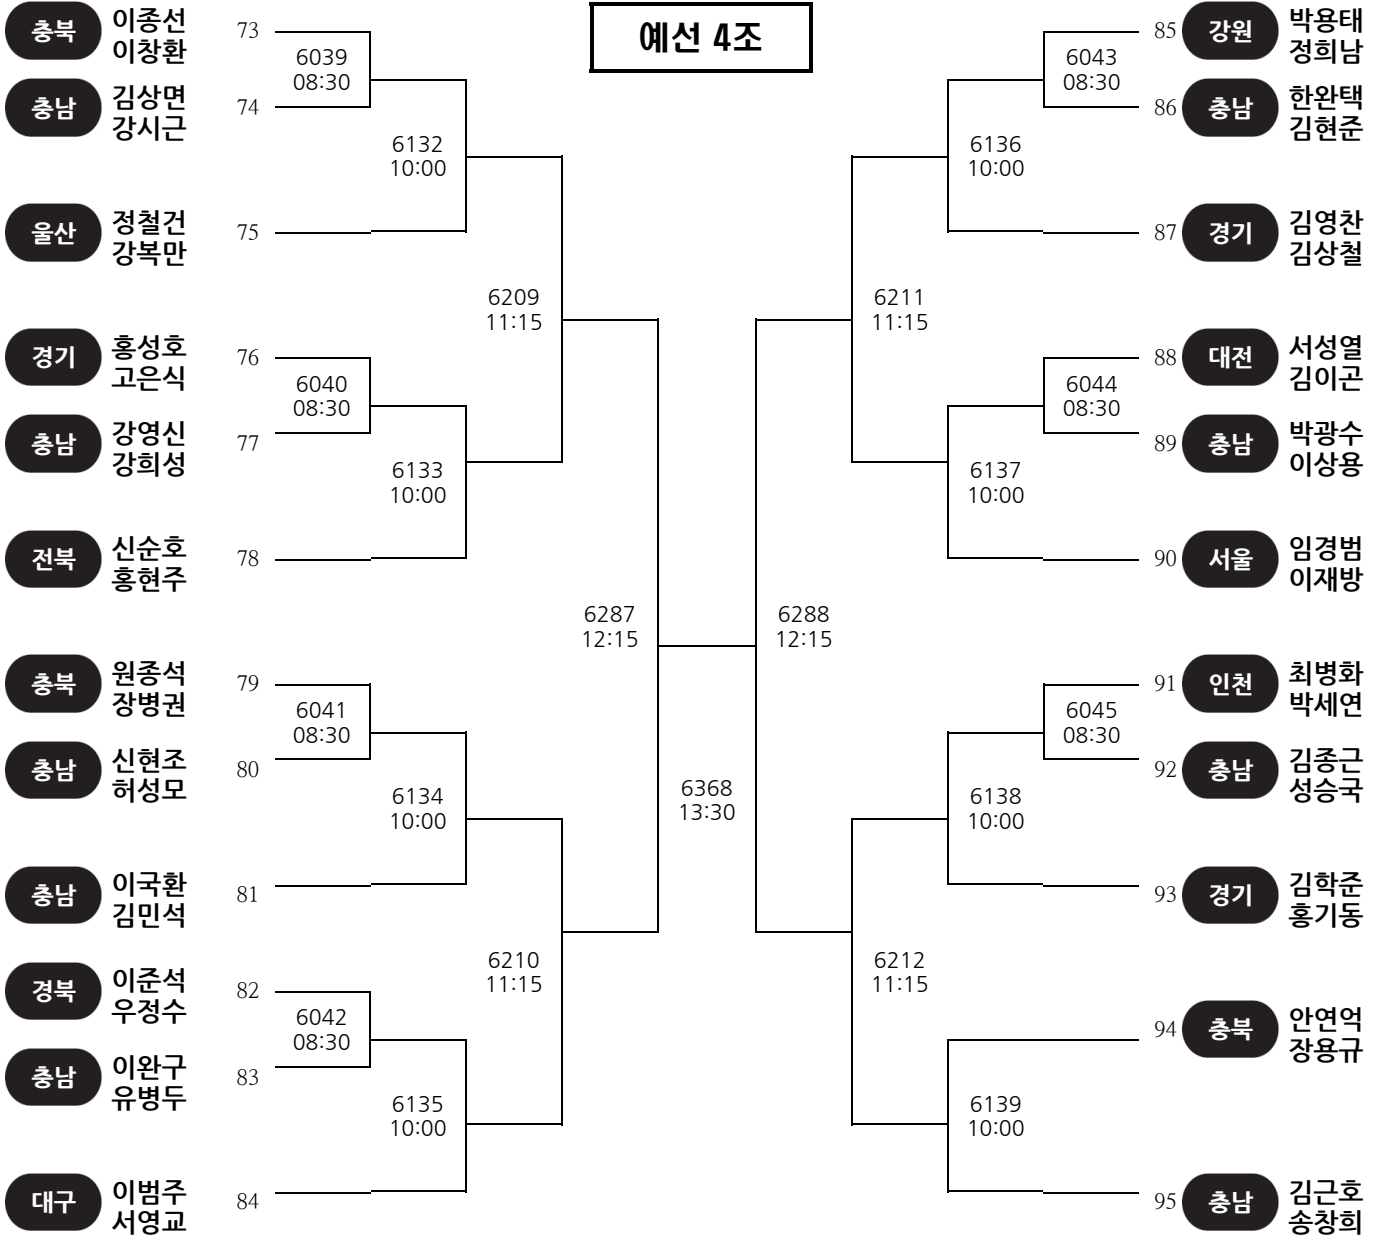 예선 4조
충북
이종선
이창환
73
6039
08:30
충남
김상면
강시근
74
6132
10:00
울산
정철건
강복만
75
6209
11:15
경기
홍성호
고은식
76
6040
08:30
충남
강영신
강희성
77
6133
10:00
전북
신순호
홍현주
78
6287
12:15
충북
원종석
장병권
79
6041
08:30
충남
신현조
허성모
80
6134
10:00
충남
이국환
김민석
81
6210
11:15
경북
이준석
우정수
82
6042
08:30
충남
이완구
유병두
83
6135
10:00
대구
이범주
서영교
84
6368
13:30
85
강원
박용태
정희남
6043
08:30
86
충남
한완택
김현준
6136
10:00
87
경기
김영찬
김상철
6211
11:15
88
대전
서성열
김이곤
6044
08:30
89
충남
박광수
이상용
6137
10:00
90
서울
임경범
이재방
6288
12:15
91
인천
최병화
박세연
6045
08:30
92
충남
김종근
성승국
6138
10:00
93
경기
김학준
홍기동
6212
11:15
94
충북
안연억
장용규
6139
10:00
95
충남
김근호
송창희